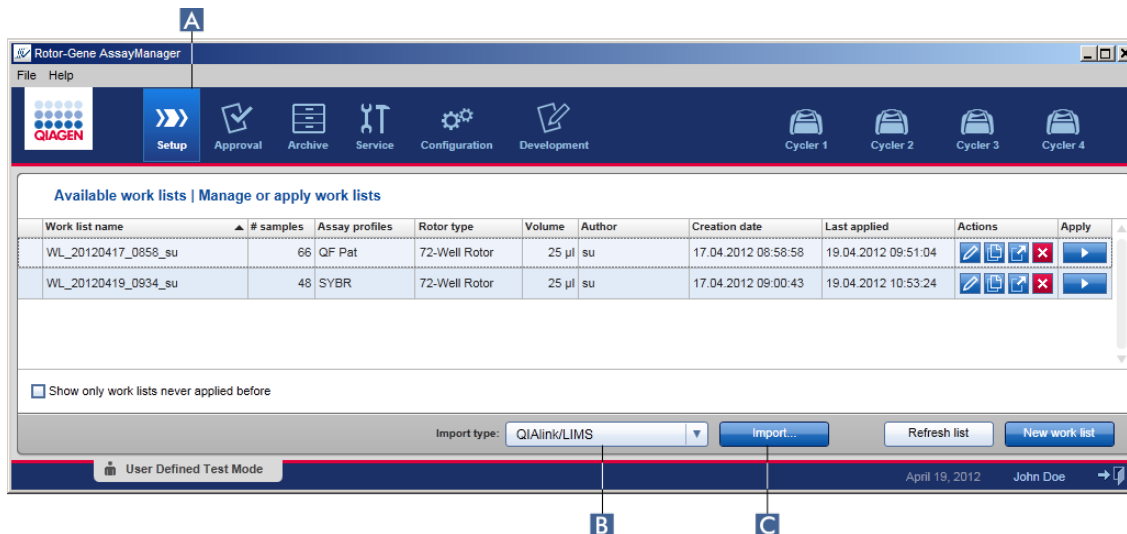 A
Rotor-Gene AssayManager
File Help
QIAGEN
Setup Approval Archive Service Configuration Development Cycler 1 Cycler 2 Cycler 3 Cycler 4
Available work lists | Manage or apply work lists
Work list name # samples Assay profiles Rotor type Volume Author Creation date Last applied Actions Apply
WL_20120417_0858_su 66 QF Pat 72-Well Rotor 25 µl su 17.04.2012 08:58:58 19.04.2012 09:51:04
WL_20120419_0934_su 48 SYBR 72-Well Rotor 25 µl su 17.04.2012 09:00:43 19.04.2012 10:53:24
Show only work lists never applied before
Import type: QIAlink/LIMS Import... Refresh list New work list
User Defined Test Mode April 19, 2012 John Doe
B C